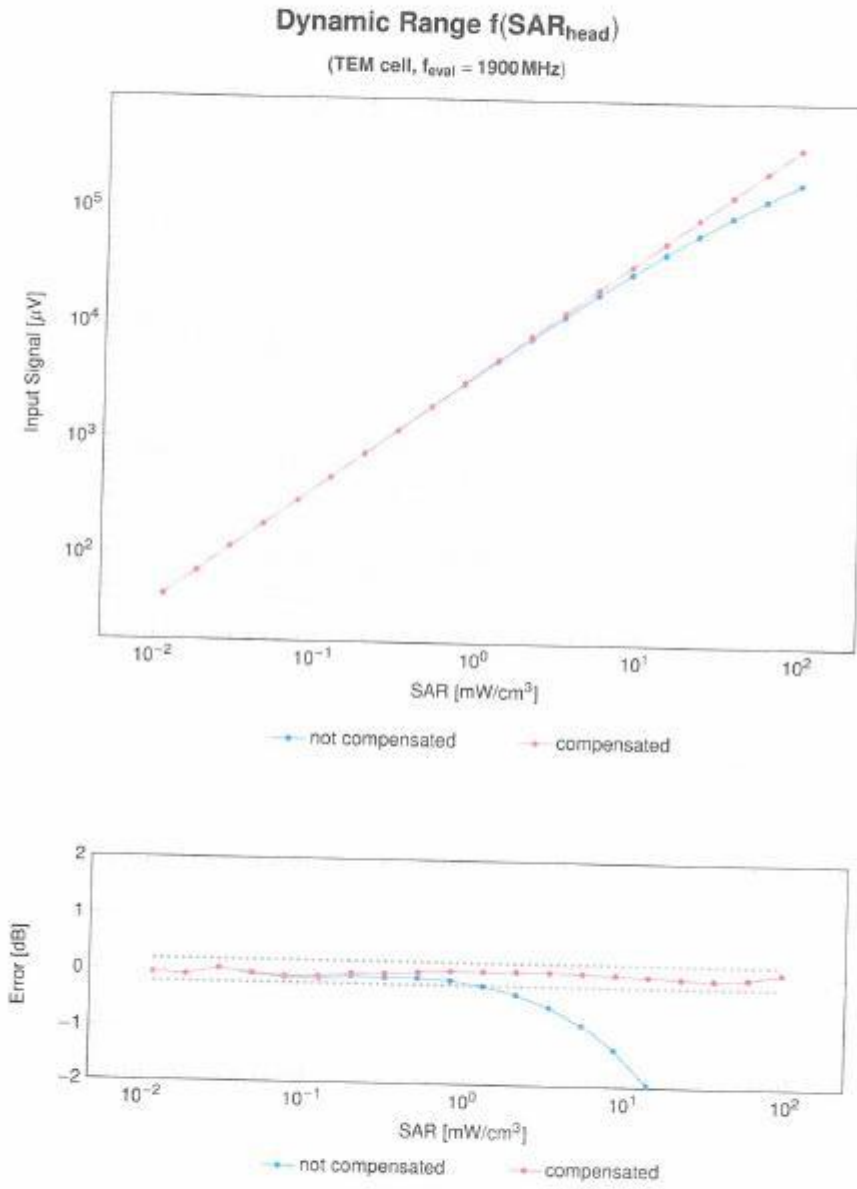 Dynamic Range f(SARhead)
(TEM cell, feval = 1900 MHz)
10⁵
10⁴
10³
10²
Input Signal [µV]
10⁻² 10⁻¹ 10⁰ 10¹ 10²
SAR [mW/cm³]
not compensated compensated
2
1
0
−1
−2
Error [dB]
10⁻² 10⁻¹ 10⁰ 10¹ 10²
SAR [mW/cm³]
not compensated compensated